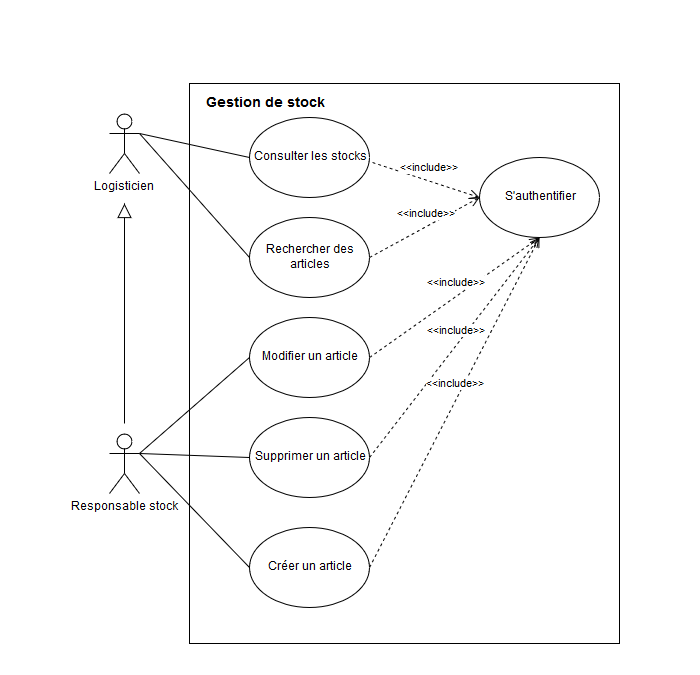 Gestion de stock
Consulter les stocks
<<include>>
Logisticien
S'authentifier
<<include>>
Rechercher des
articles
<<include>>
<<include>>
Modifier un article
<<include>>
Supprimer un article
Responsable stock
Créer un article